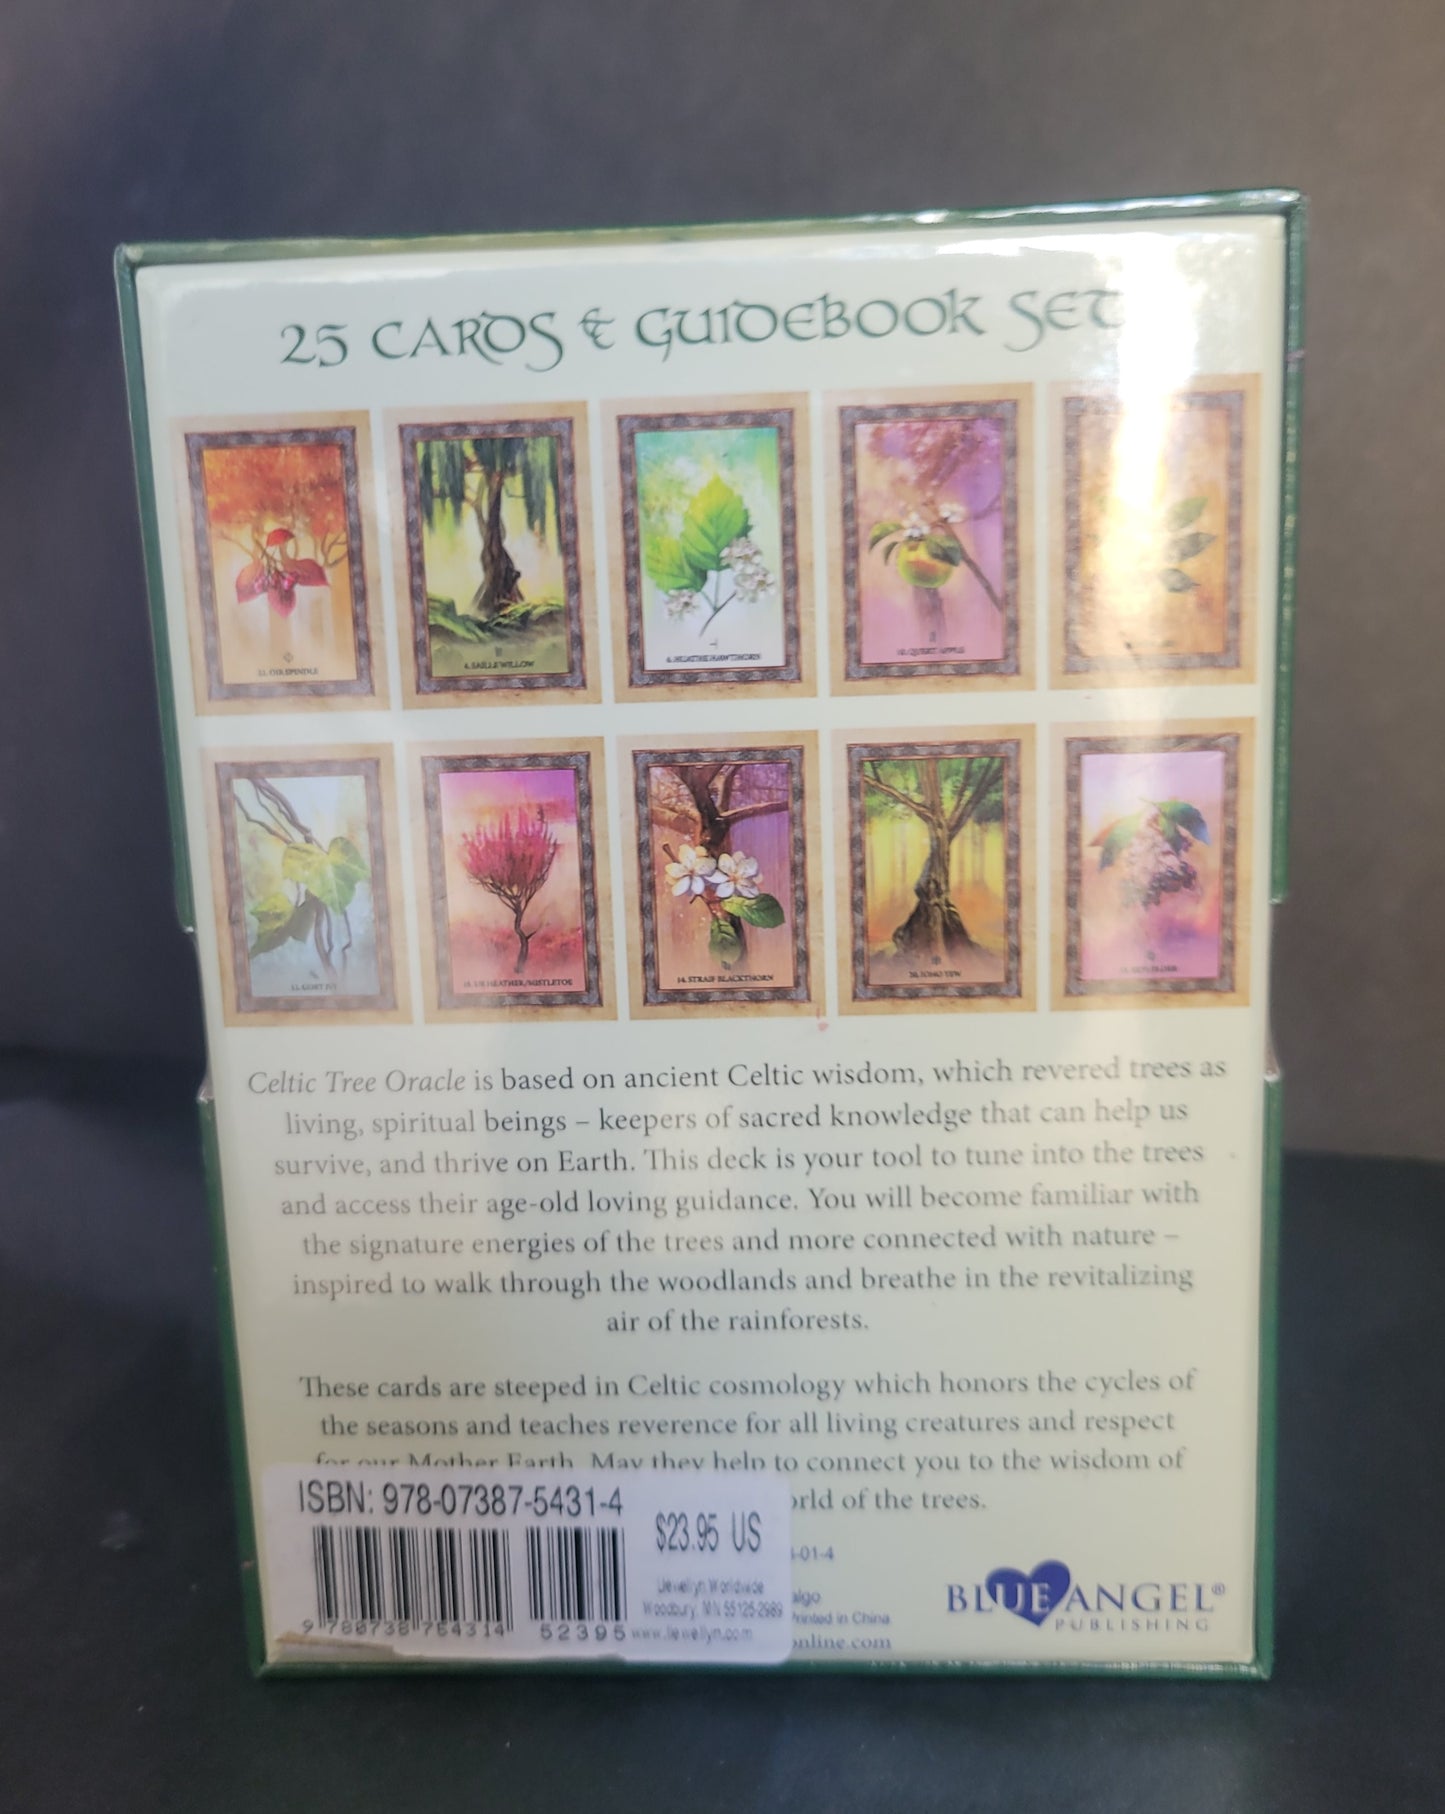 25 CARDS & GUIDEBOOK SET
4. SAILLE WILLOW
6. HUATHE HAWTHORN
10. QUERT APPLE
14. STRAIF BLACKTHORN
20. IOHO YEW
Celtic Tree Oracle is based on ancient Celtic wisdom, which revered trees as
living, spiritual beings – keepers of sacred knowledge that can help us
survive, and thrive on Earth. This deck is your tool to tune into the trees
and access their age-old loving guidance. You will become familiar with
the signature energies of the trees and more connected with nature –
inspired to walk through the woodlands and breathe in the revitalizing
air of the rainforests.
These cards are steeped in Celtic cosmology which honors the cycles of
the seasons and teaches reverence for all living creatures and respect
for our Mother Earth. May they help to connect you to the wisdom of
orld of the trees.
ISBN: 978-07387-5431-4
$23.95 US
Llewellyn Worldwide
Woodbury, MN 55125-2989
www.llewellyn.com
9 780738 754314
52395
-01-4
algo
Printed in China
online.com
BLUE ANGEL®
PUBLISHING